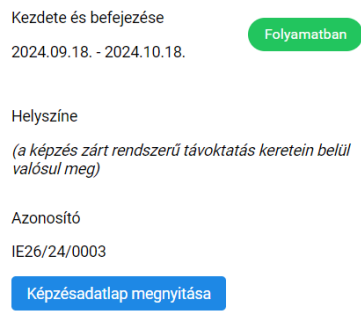 Kezdete és befejezése
Folyamatban
2024.09.18. - 2024.10.18.
Helyszíne
(a képzés zárt rendszerű távoktatás keretein belül
valósul meg)
Azonosító
IE26/24/0003
Képzésadatlap megnyitása